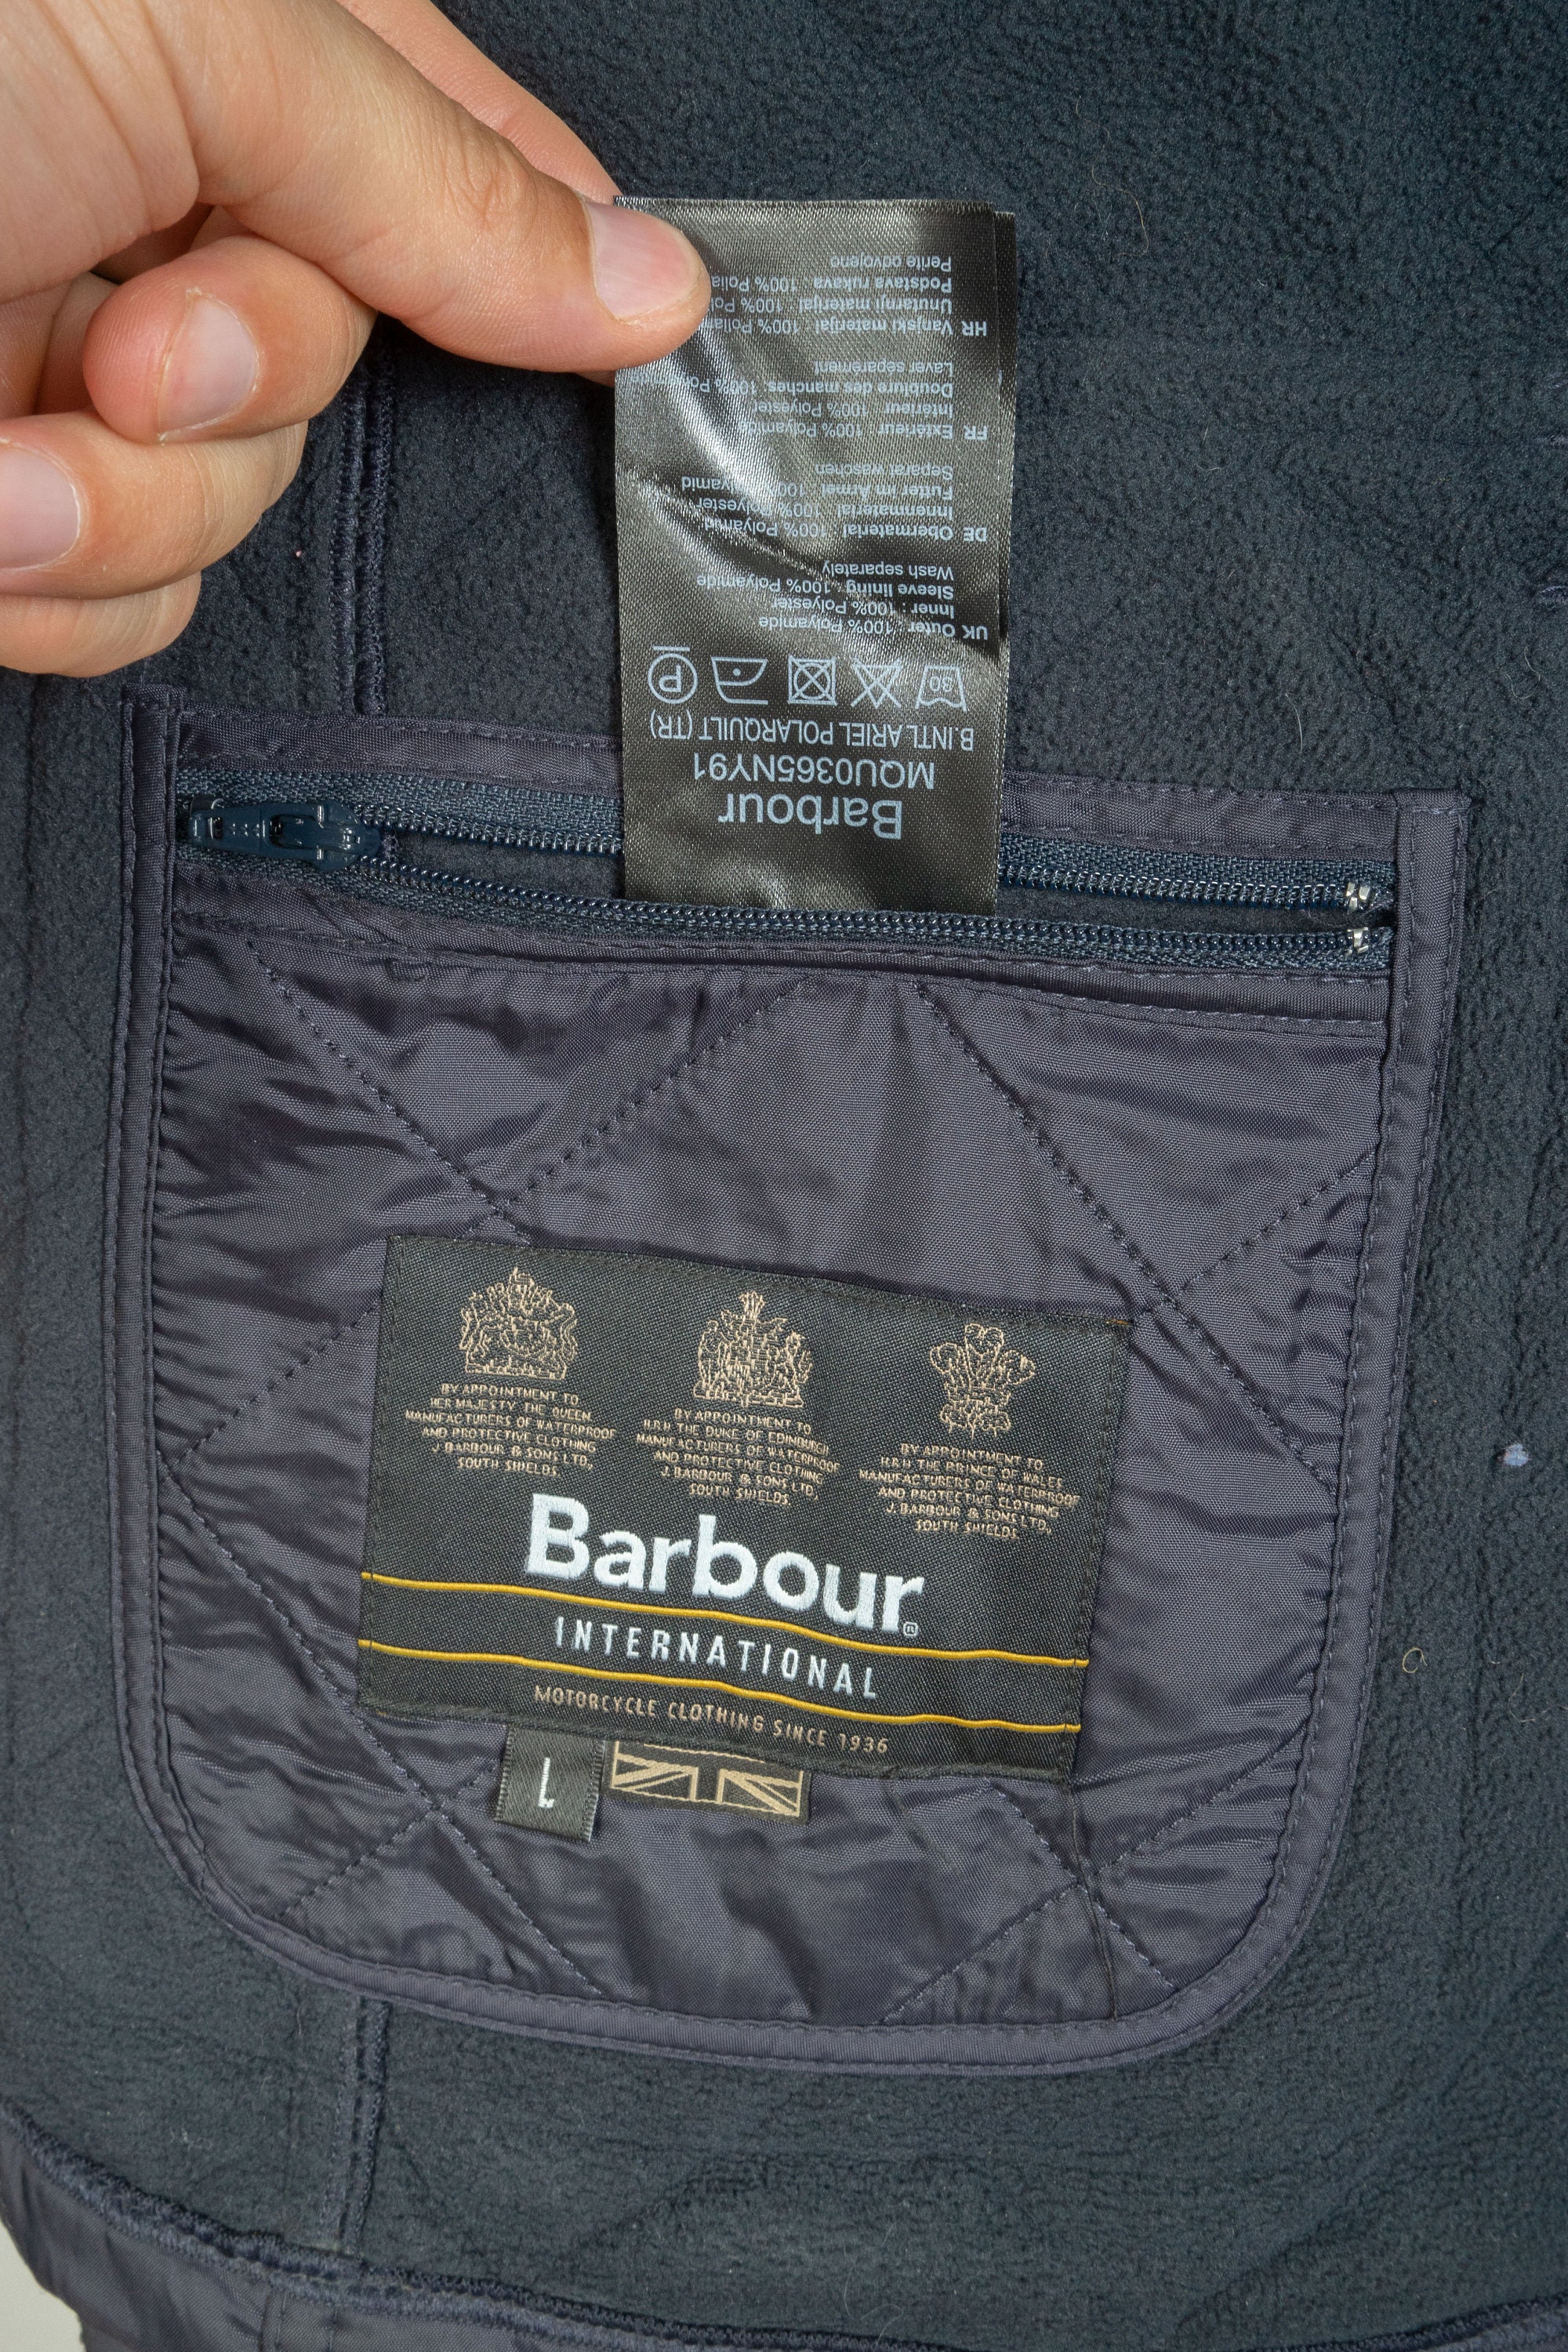 Barbour
MQU0365NY91
B.INTL ARIEL POLARQUILT (TR)
30
P
UK Outer : 100% Polyamide
Inner : 100% Polyester
Sleeve lining : 100% Polyamide
Wash separately
DE Obermaterial 100% Polyamid
Innenmaterial 100% Polyester
Futter im Ärmel 100% Polyamid
Separat waschen
FR Extérieur : 100% Polyamide
Intérieur : 100% Polyester
Doublure des manches. 100%
Laver séparément
HR Vanjski materijal : 100%
Unutarnji materijal 100%
Podstava rukava 100%
Perite odvojeno
BY APPOINTMENT TO
HER MAJESTY THE QUEEN
MANUFACTURERS OF WATERPROOF
AND PROTECTIVE CLOTHING
J BARBOUR & SONS LTD,
SOUTH SHIELDS.
BY APPOINTMENT TO
H.R.H THE DUKE OF EDINBURGH
MANUFACTURERS OF WATERPROOF
AND PROTECTIVE CLOTHING
J. BARBOUR & SONS LTD,
SOUTH SHIELDS.
BY APPOINTMENT TO
H.R.H THE PRINCE OF WALES
MANUFACTURERS OF WATERPROOF
AND PROTECTIVE CLOTHING
J. BARBOUR & SONS LTD,
SOUTH SHIELDS.
Barbour®
INTERNATIONAL
MOTORCYCLE CLOTHING SINCE 1936
L